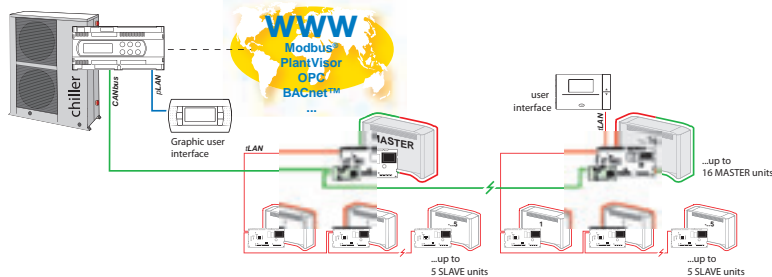 WWW
Modbus®
PlantVisor
OPC
BACnet™
...
chiller
CANbus
pLAN
Graphic user
interface
user
interface
tLAN
tLAN
MASTER
...up to
16 MASTER units
...5
1
...5
...up to
5 SLAVE units
...up to
5 SLAVE units